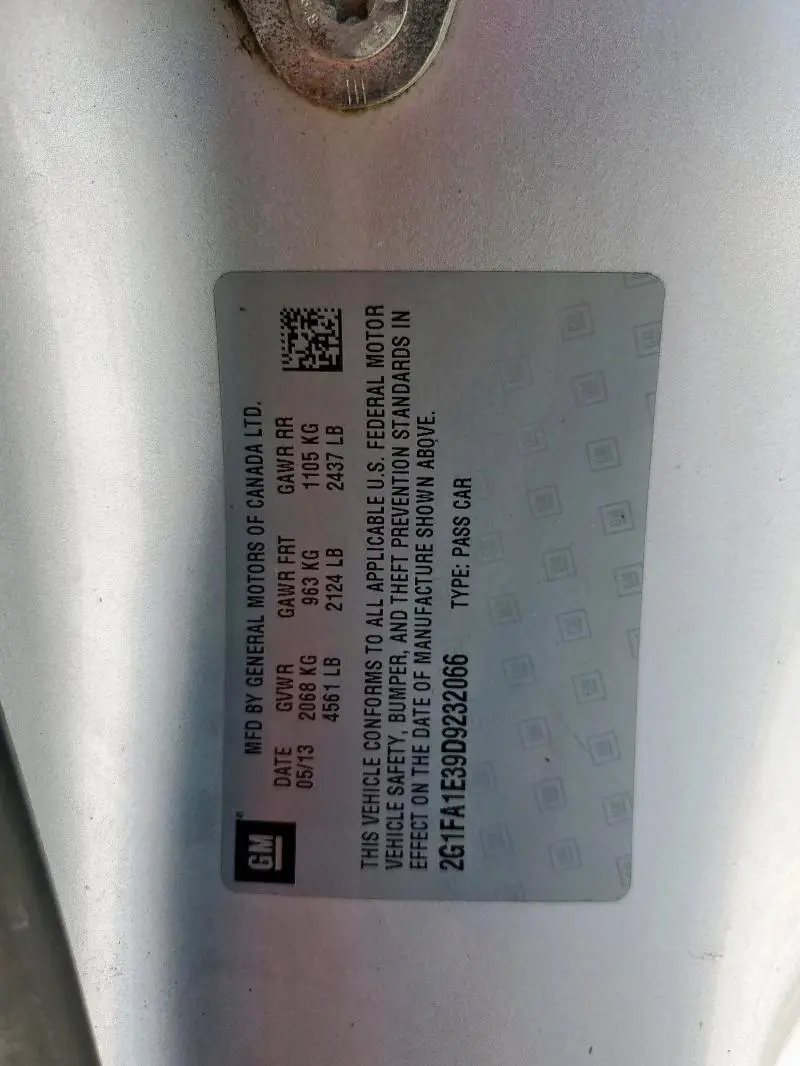 GM
MFD BY GENERAL MOTORS OF CANADA LTD.
DATE GVWR GAWR FRT GAWR RR
05/13 2068 KG 963 KG 1105 KG
4561 LB 2124 LB 2437 LB
THIS VEHICLE CONFORMS TO ALL APPLICABLE U.S. FEDERAL MOTOR
VEHICLE SAFETY, BUMPER, AND THEFT PREVENTION STANDARDS IN
EFFECT ON THE DATE OF MANUFACTURE SHOWN ABOVE.
2G1FA1E39D9232066 TYPE: PASS CAR